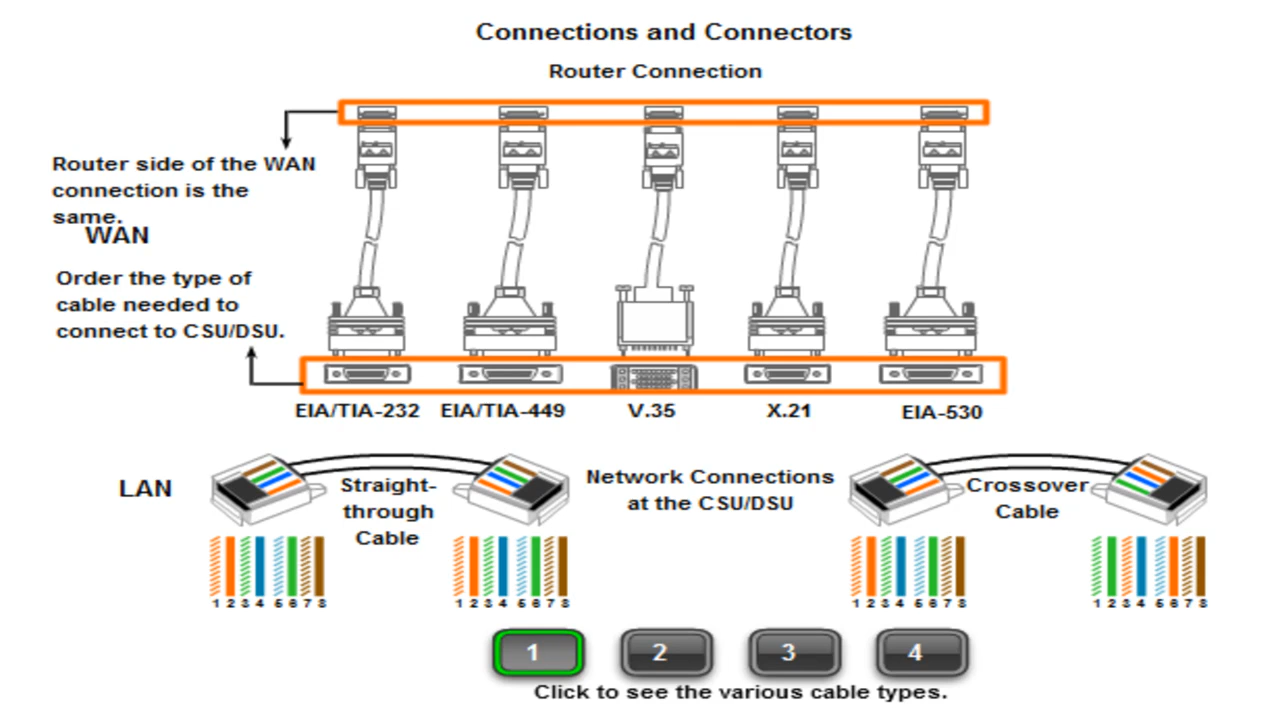 Connections and Connectors
Router Connection
Router side of the WAN
connection is the
same.
WAN
Order the type of
cable needed to
connect to CSU/DSU.
EIA/TIA-232 EIA/TIA-449 V.35 X.21 EIA-530
LAN
Straight-
through
Cable
Network Connections
at the CSU/DSU
Crossover
Cable
1 2 3 4 5 6 7 8
1 2 3 4 5 6 7 8
1 2 3 4 5 6 7 8
1 2 3 4 5 6 7 8
1 2 3 4
Click to see the various cable types.